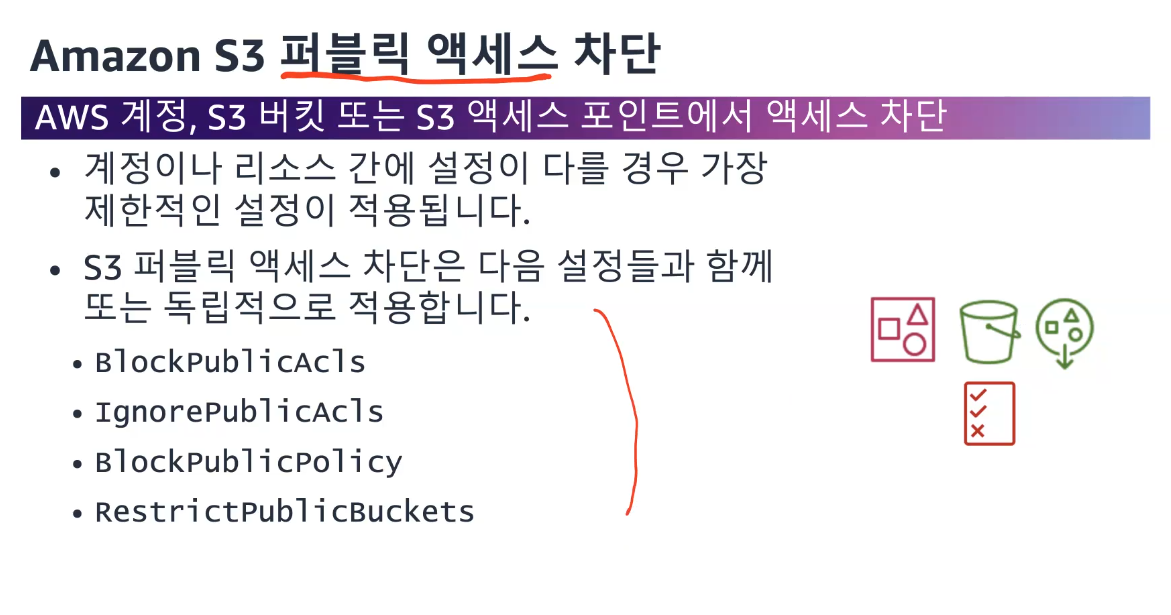 Amazon S3 퍼블릭 액세스 차단
AWS 계정, S3 버킷 또는 S3 액세스 포인트에서 액세스 차단
• 계정이나 리소스 간에 설정이 다를 경우 가장
제한적인 설정이 적용됩니다.
• S3 퍼블릭 액세스 차단은 다음 설정들과 함께
또는 독립적으로 적용합니다.
• BlockPublicAcls
• IgnorePublicAcls
• BlockPublicPolicy
• RestrictPublicBuckets